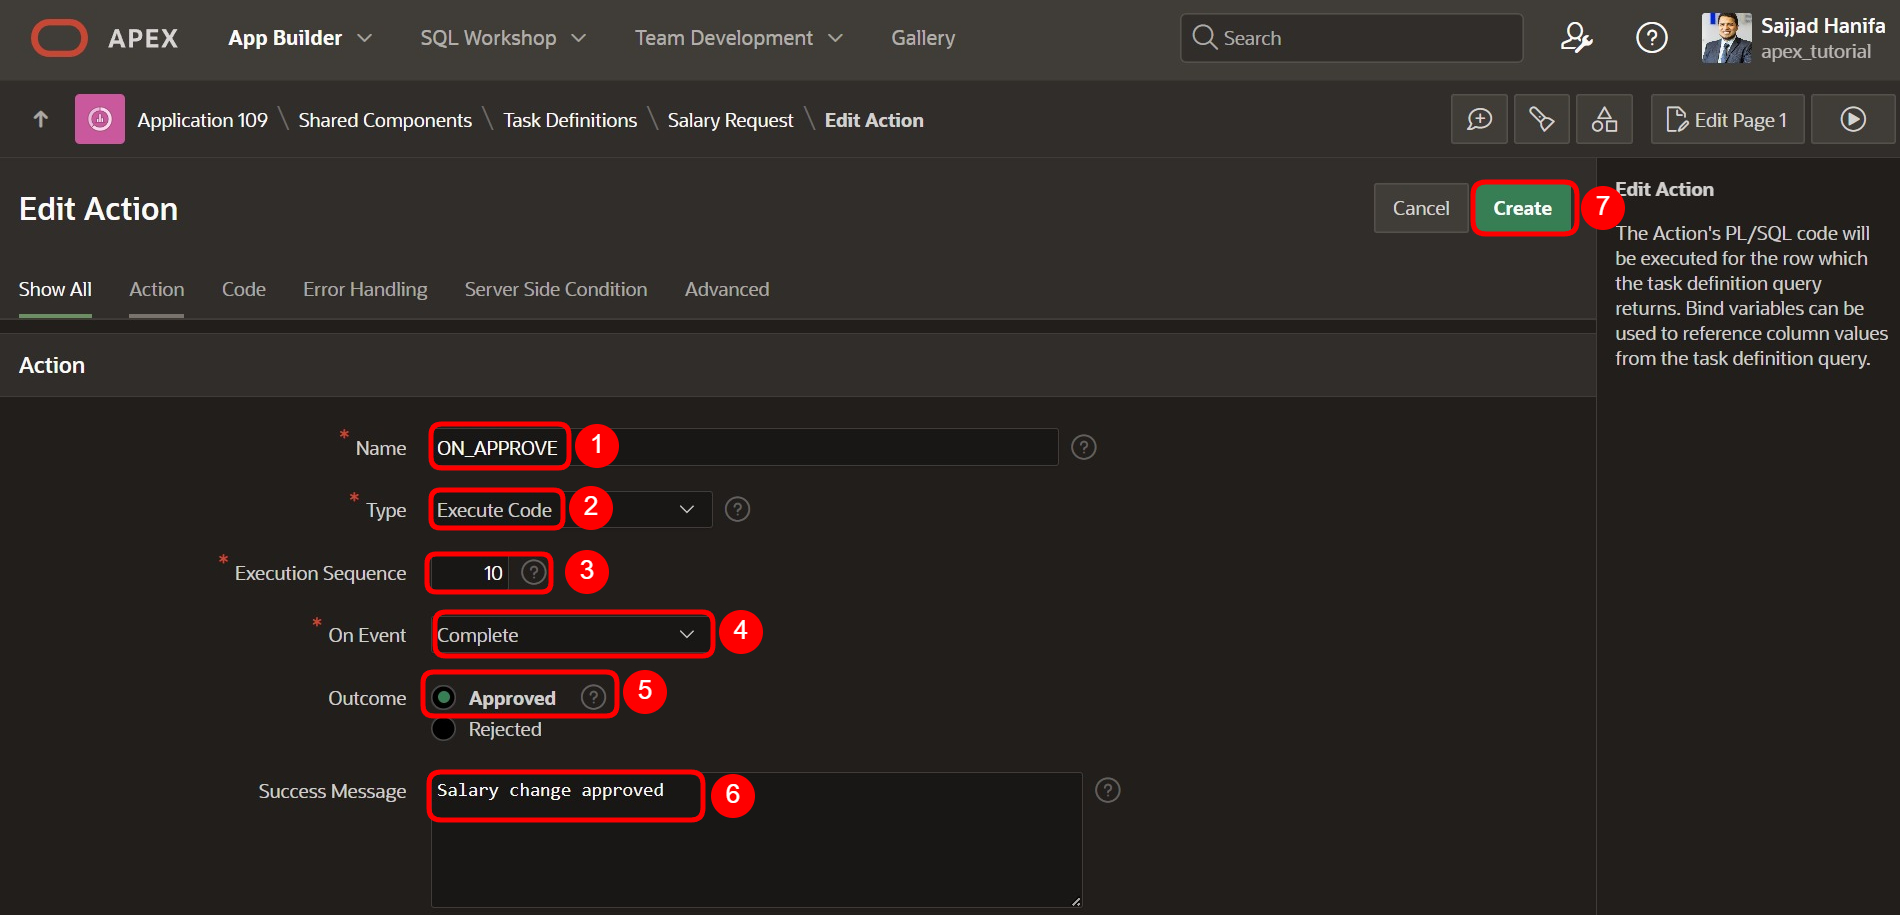 APEX App Builder SQL Workshop Team Development Gallery Search Sajjad Hanifa
apex_tutorial
Application 109 \ Shared Components \ Task Definitions \ Salary Request \ Edit Action Edit Page 1
Edit Action Cancel Create 7
Show All Action Code Error Handling Server Side Condition Advanced
Action
* Name ON_APPROVE 1 ?
* Type Execute Code 2 ?
* Execution Sequence 10 ? 3
* On Event Complete 4
Outcome Approved ? 5
Rejected
Success Message Salary change approved 6 ?
Edit Action
The Action's PL/SQL code will
be executed for the row which
the task definition query
returns. Bind variables can be
used to reference column values
from the task definition query.